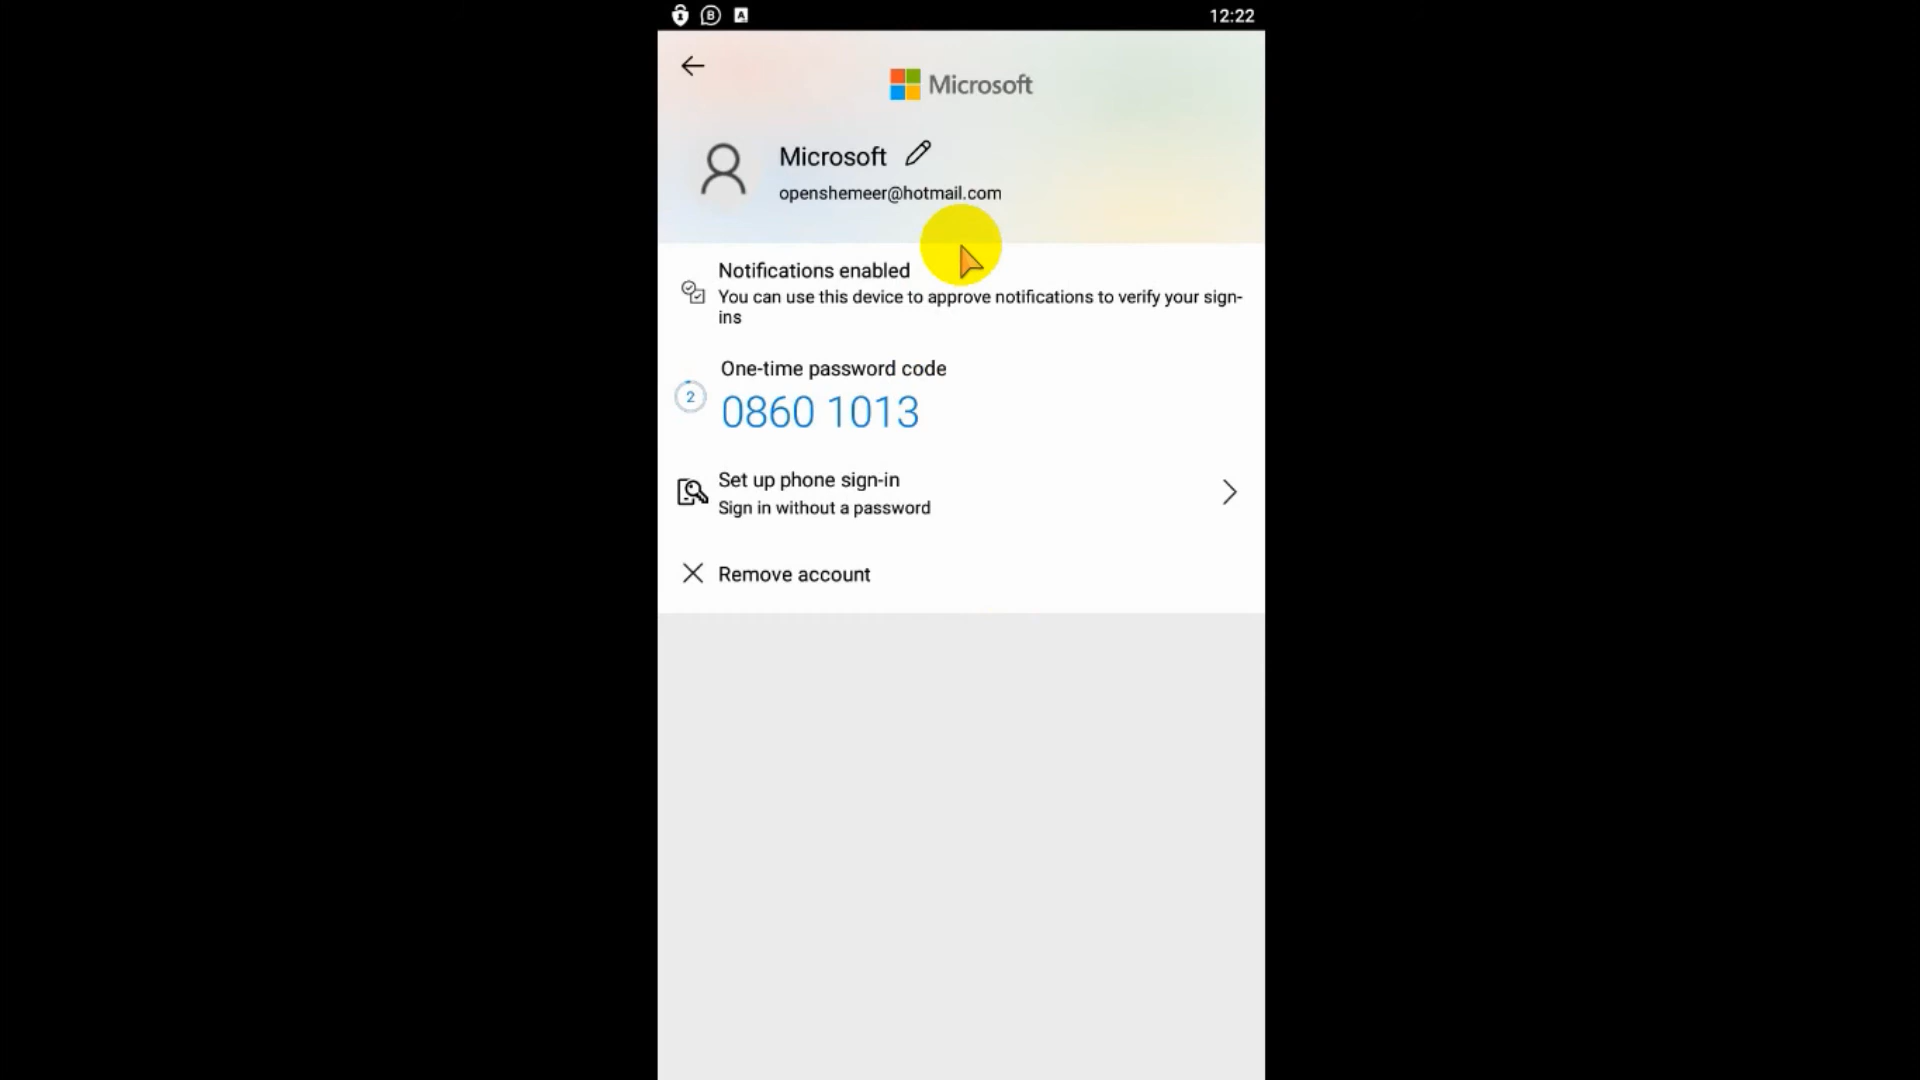 12:22
Microsoft
Microsoft
openshemeer@hotmail.com
Notifications enabled
You can use this device to approve notifications to verify your sign-
ins
One-time password code
2
0860 1013
Set up phone sign-in
Sign in without a password
Remove account